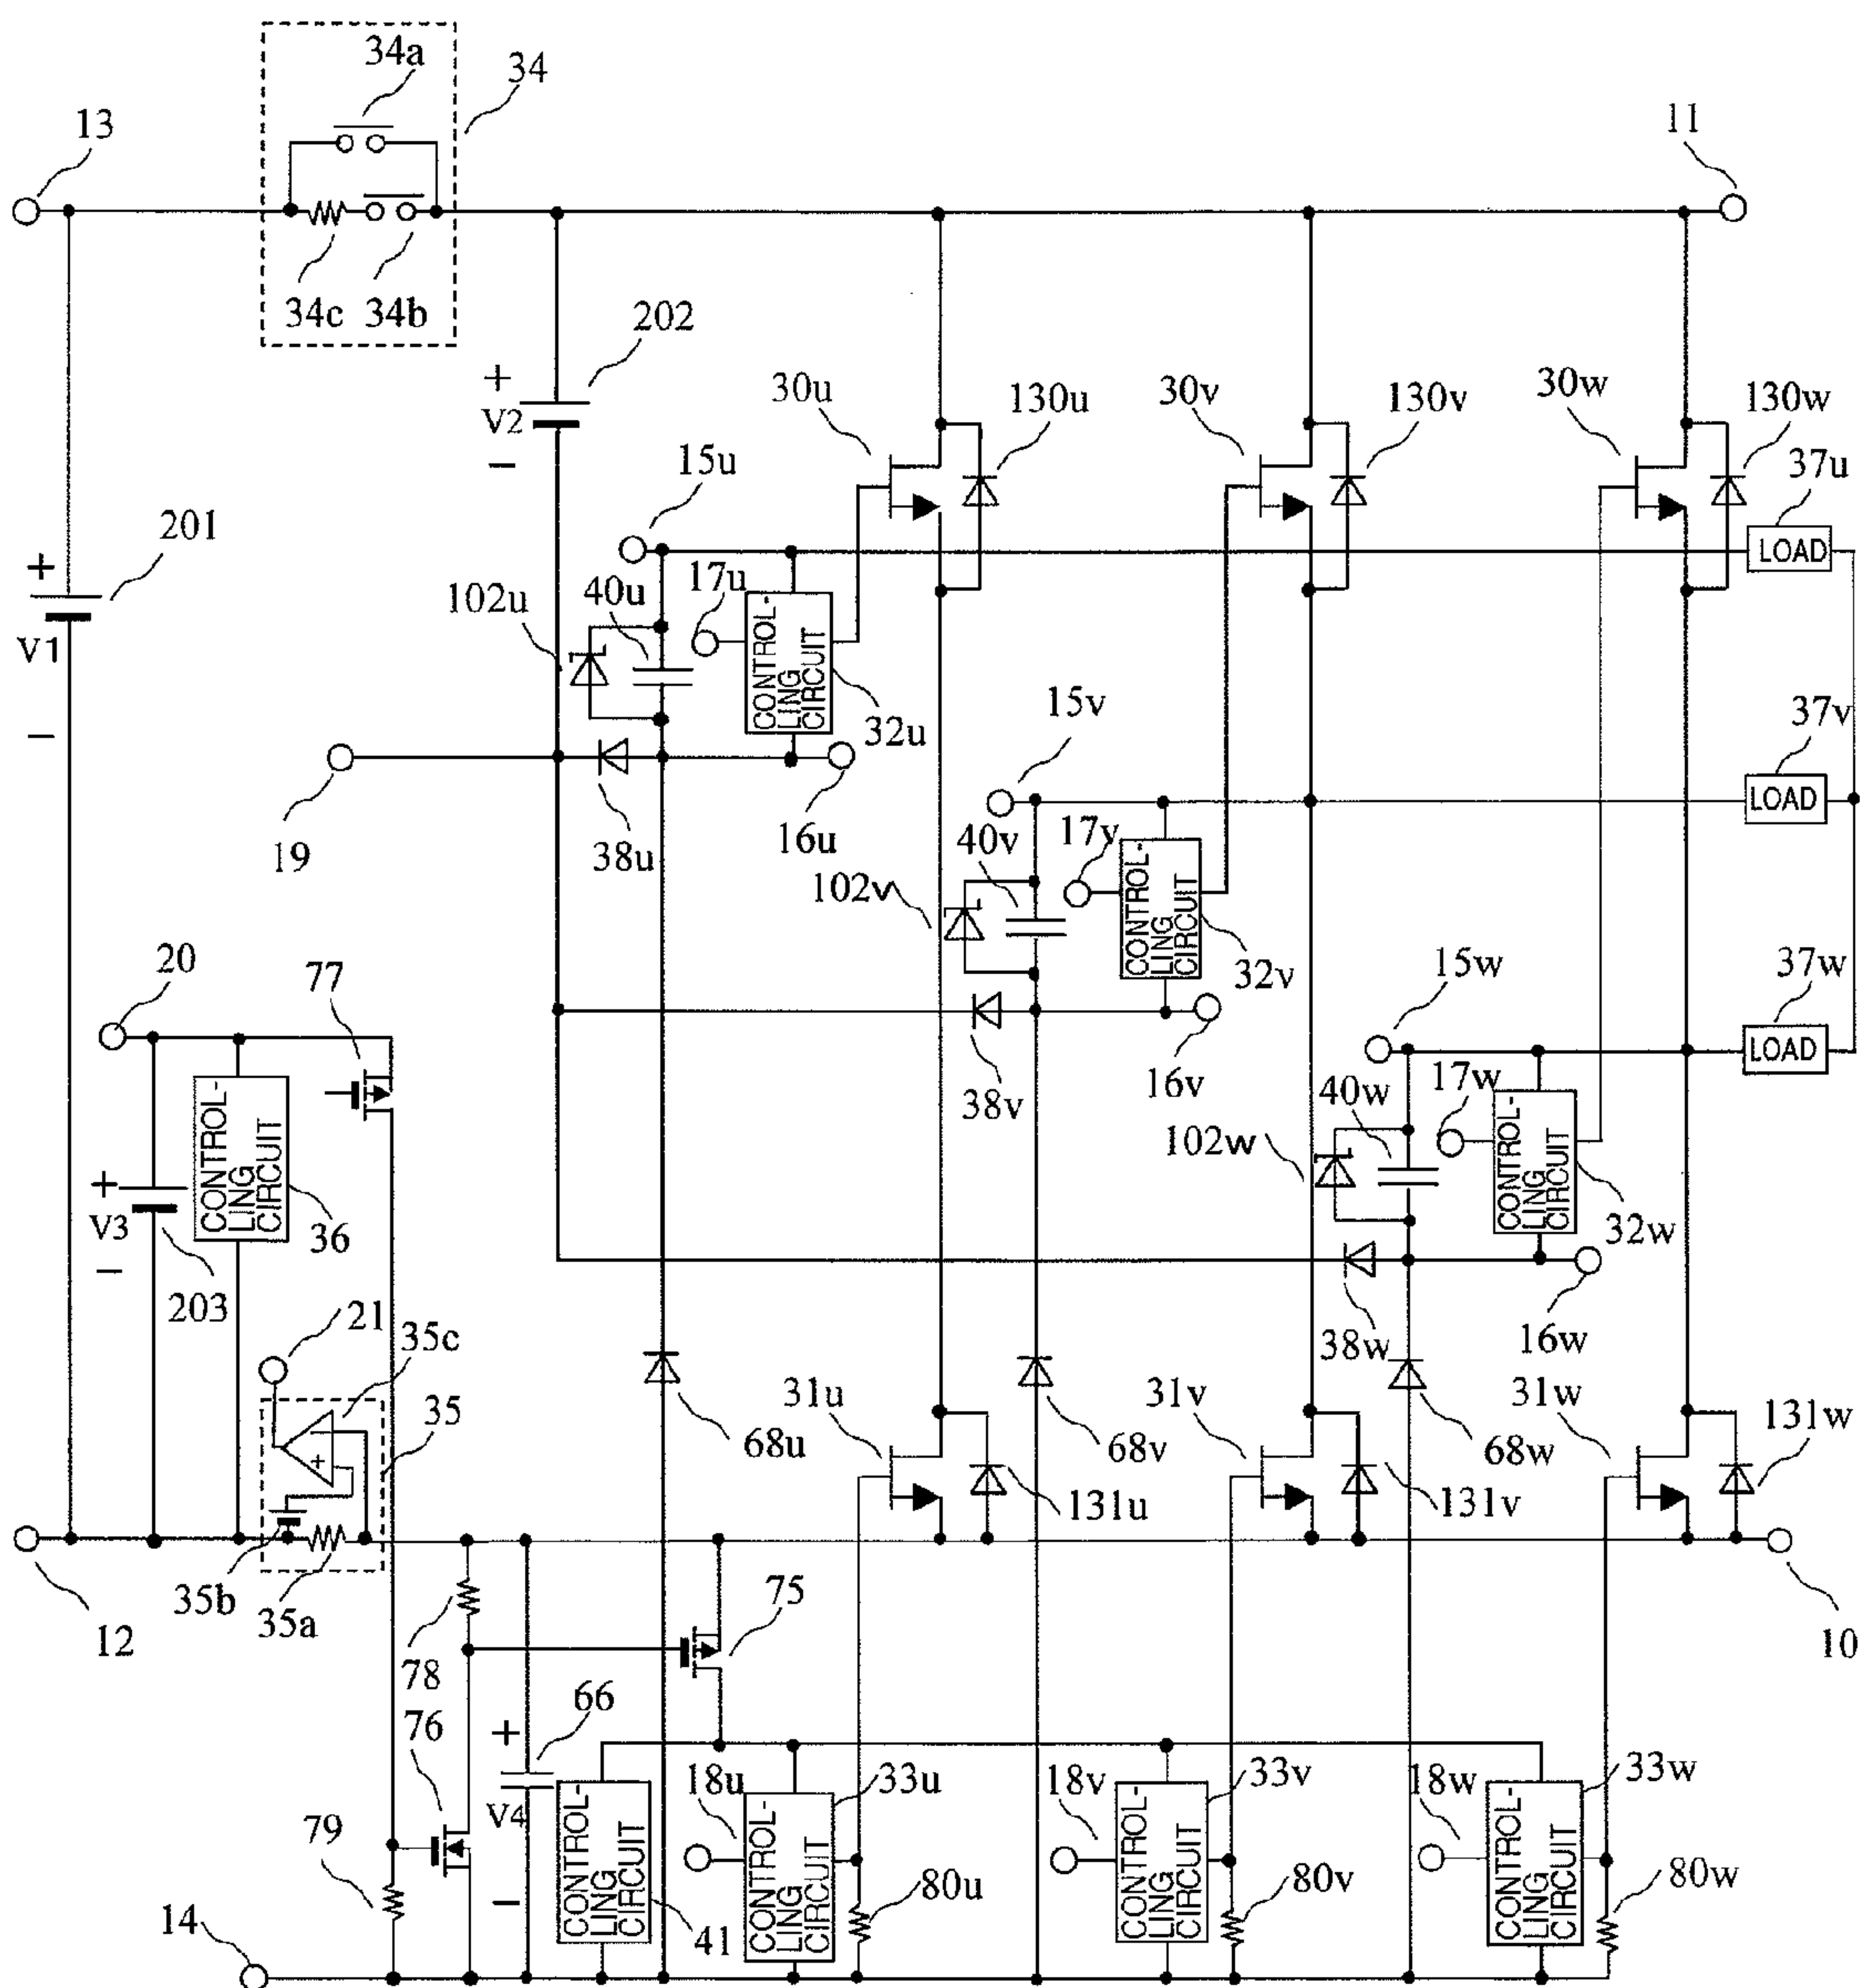 34a
34
13
11
34c 34b
202
+
V2
−
30u
130u
30v
130v
30w
130w
37u
LOAD
15u
201
+
V1
−
102u
40u
17u
CONTROL-
LING
CIRCUIT
32u
15v
37v
LOAD
19
38u
16u
40v
17v
102v
CONTROL-
LING
CIRCUIT
32v
20
77
15w
37w
LOAD
38v
16v
40w
17w
102w
CONTROL-
LING
CIRCUIT
32w
+
V3
−
CONTROL-
LING
CIRCUIT
36
203
21
35c
38w
16w
35
31u
31v
31w
131w
68u
68v
68w
+
131u
131v
35b
35a
12
75
10
78
66
76
+
V4
−
18u
33u
18v
33v
18w
33w
79
CONTROL-
LING
CIRCUIT
41
CONTROL-
LING
CIRCUIT
80u
CONTROL-
LING
CIRCUIT
80v
CONTROL-
LING
CIRCUIT
80w
14